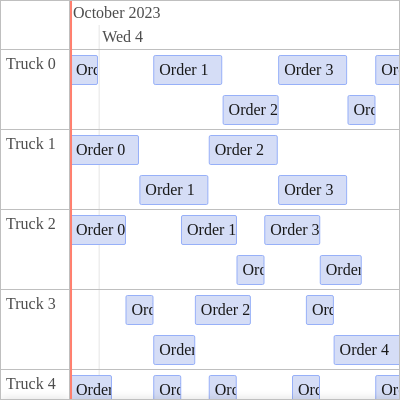 October 2023
Wed 4
Truck 0
Ord
Order 1
Order 3
Or
Order 2
Ord
Truck 1
Order 0
Order 2
Order 1
Order 3
Truck 2
Order 0
Order 1
Order 3
Ord
Order
Truck 3
Ord
Order 2
Ord
Order
Order 4
Truck 4
Order
Ord
Ord
Ord
Or